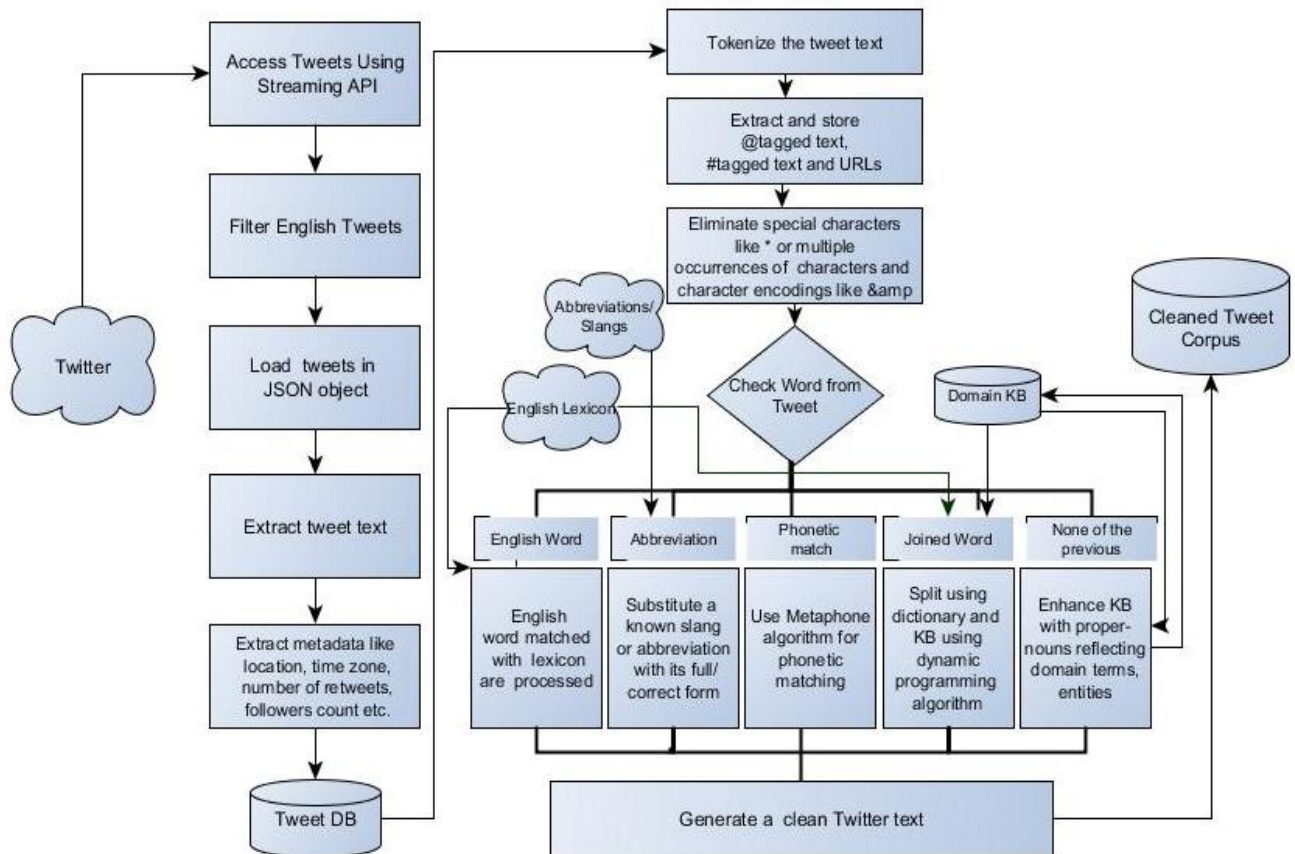 Twitter
Access Tweets Using
Streaming API
Filter English Tweets
Load tweets in
JSON object
Extract tweet text
Extract metadata like
location, time zone,
number of retweets,
followers count etc.
Tweet DB
Tokenize the tweet text
Extract and store
@tagged text,
#tagged text and URLs
Eliminate special characters
like * or multiple
occurrences of characters and
character encodings like &amp
Abbreviations/
Slangs
English Lexicon
Check Word from
Tweet
Domain KB
Cleaned Tweet
Corpus
English Word
Abbreviation
Phonetic
match
Joined Word
None of the
previous
English
word matched
with lexicon
are processed
Substitute a
known slang
or abbreviation
with its full/
correct form
Use Metaphone
algorithm for
phonetic
matching
Split using
dictionary and
KB using
dynamic
programming
algorithm
Enhance KB
with proper-
nouns reflecting
domain terms,
entities
Generate a clean Twitter text